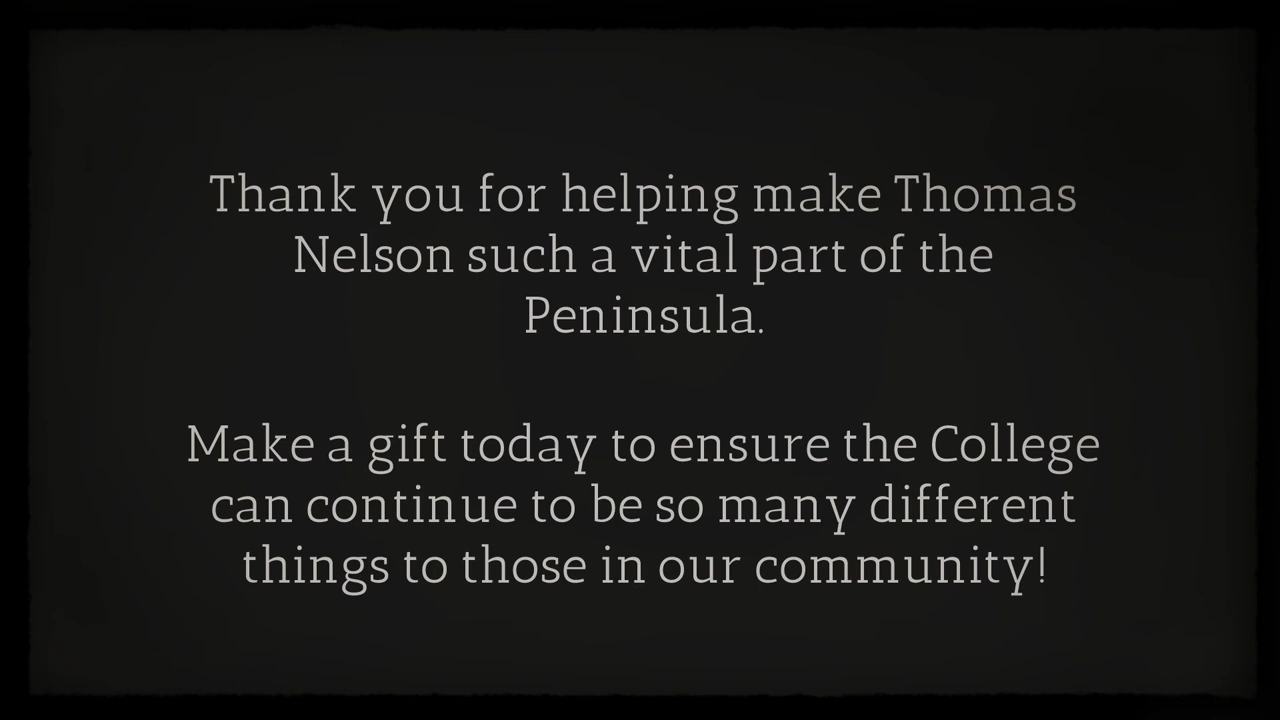 Thank you for helping make Thomas
Nelson such a vital part of the
Peninsula.
Make a gift today to ensure the College
can continue to be so many different
things to those in our community!